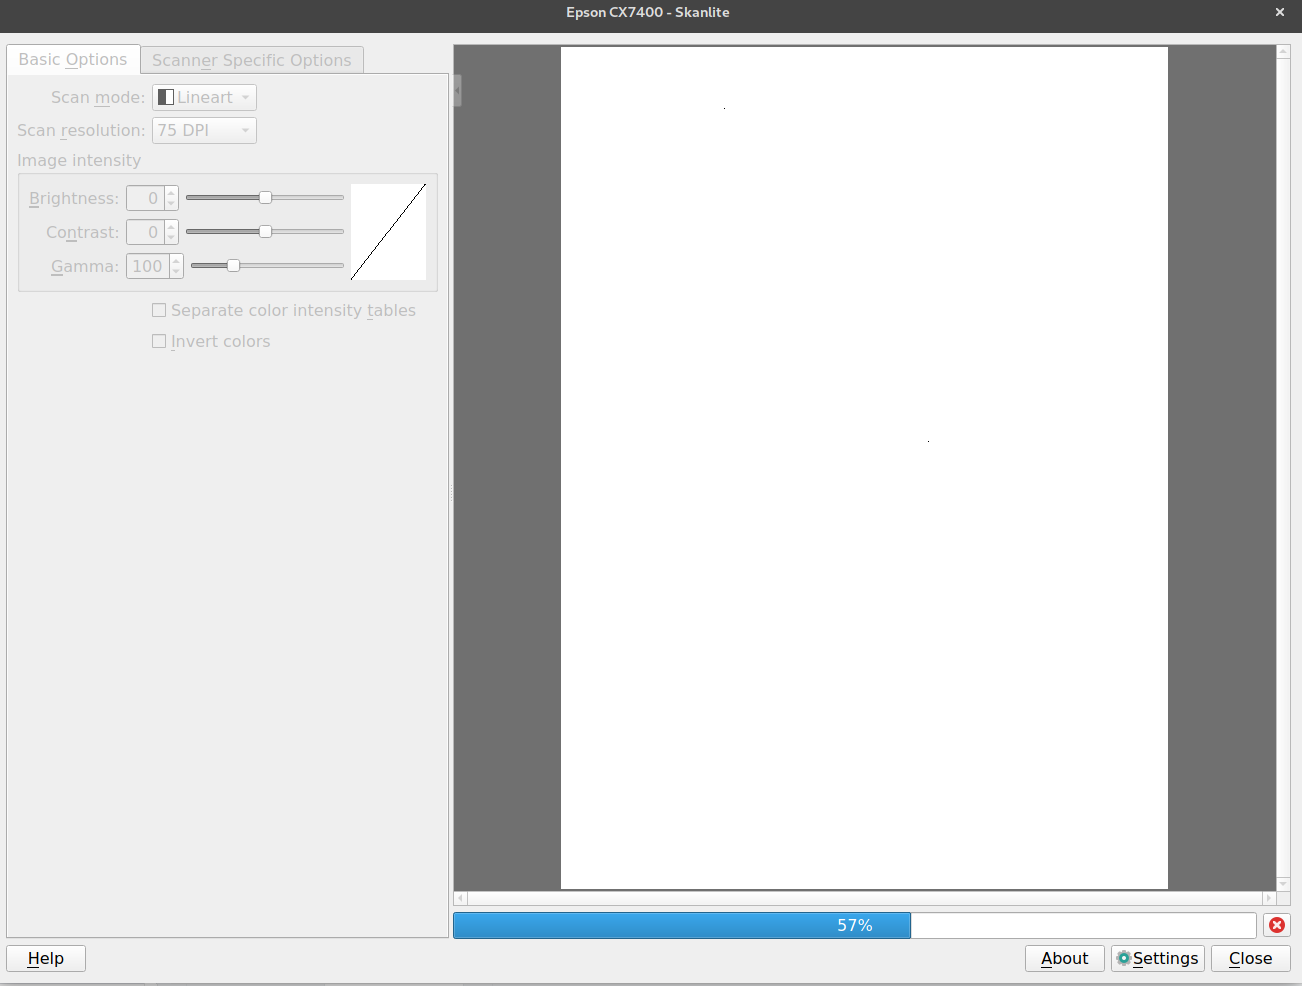 Epson CX7400 - Skanlite
Basic Options
Scanner Specific Options
Scan mode: Lineart
Scan resolution: 75 DPI
Image intensity
Brightness: 0
Contrast: 0
Gamma: 100
Separate color intensity tables
Invert colors
57%
Help
About
Settings
Close